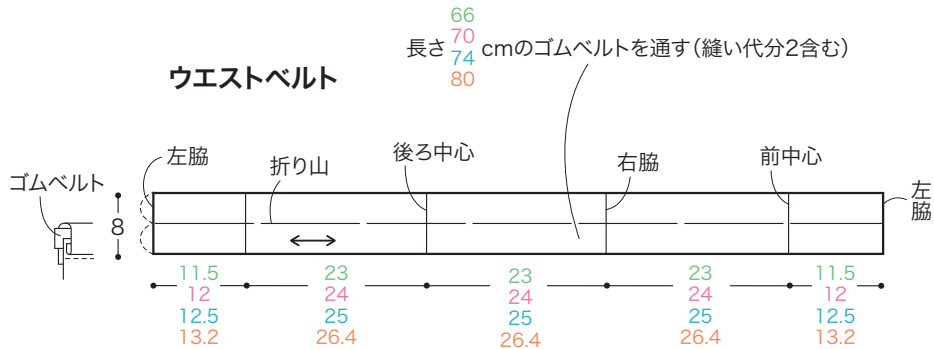 66
70
長さ cmのゴムベルトを通す(縫い代分2含む)
74
80
ウエストベルト
左脇
折り山
後ろ中心
右脇
前中心
左脇
ゴムベルト
8
11.5 23 23 23 11.5
12 24 24 24 12
12.5 25 25 25 12.5
13.2 26.4 26.4 26.4 13.2